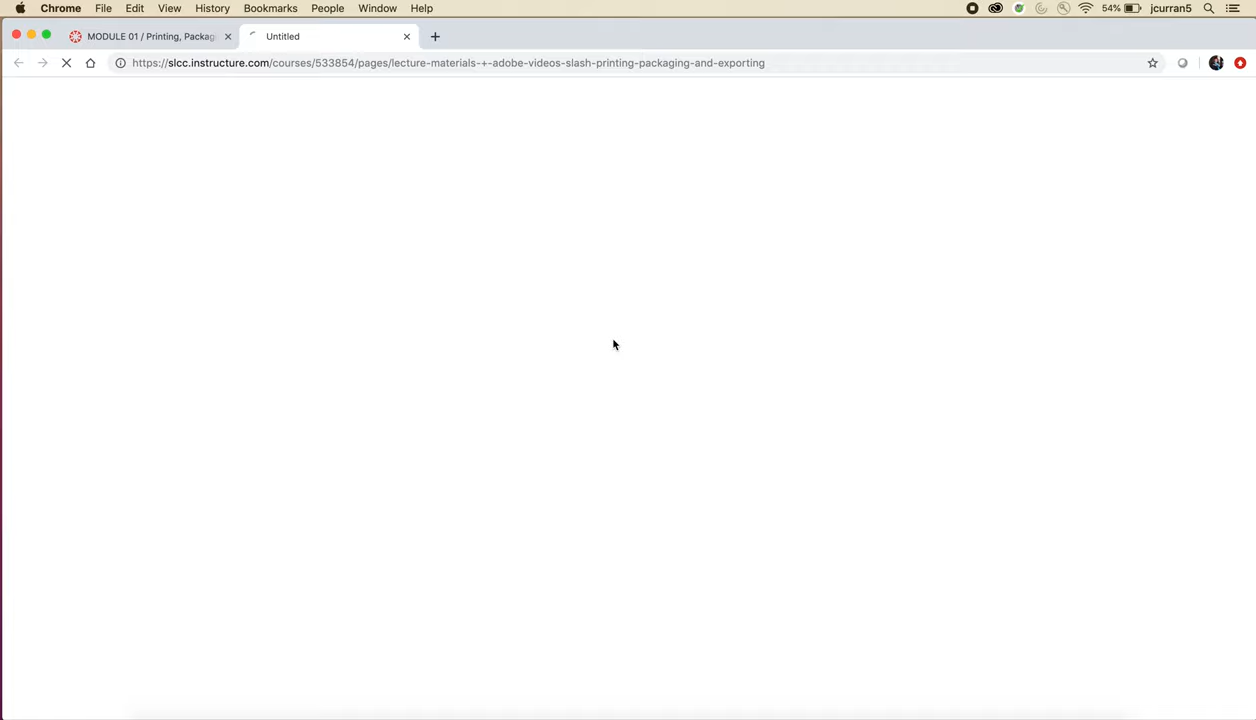 Chrome File Edit View History Bookmarks People Window Help 54% jcurran5
MODULE 01 / Printing, Packag Untitled
https://slcc.instructure.com/courses/533854/pages/lecture-materials-+-adobe-videos-slash-printing-packaging-and-exporting